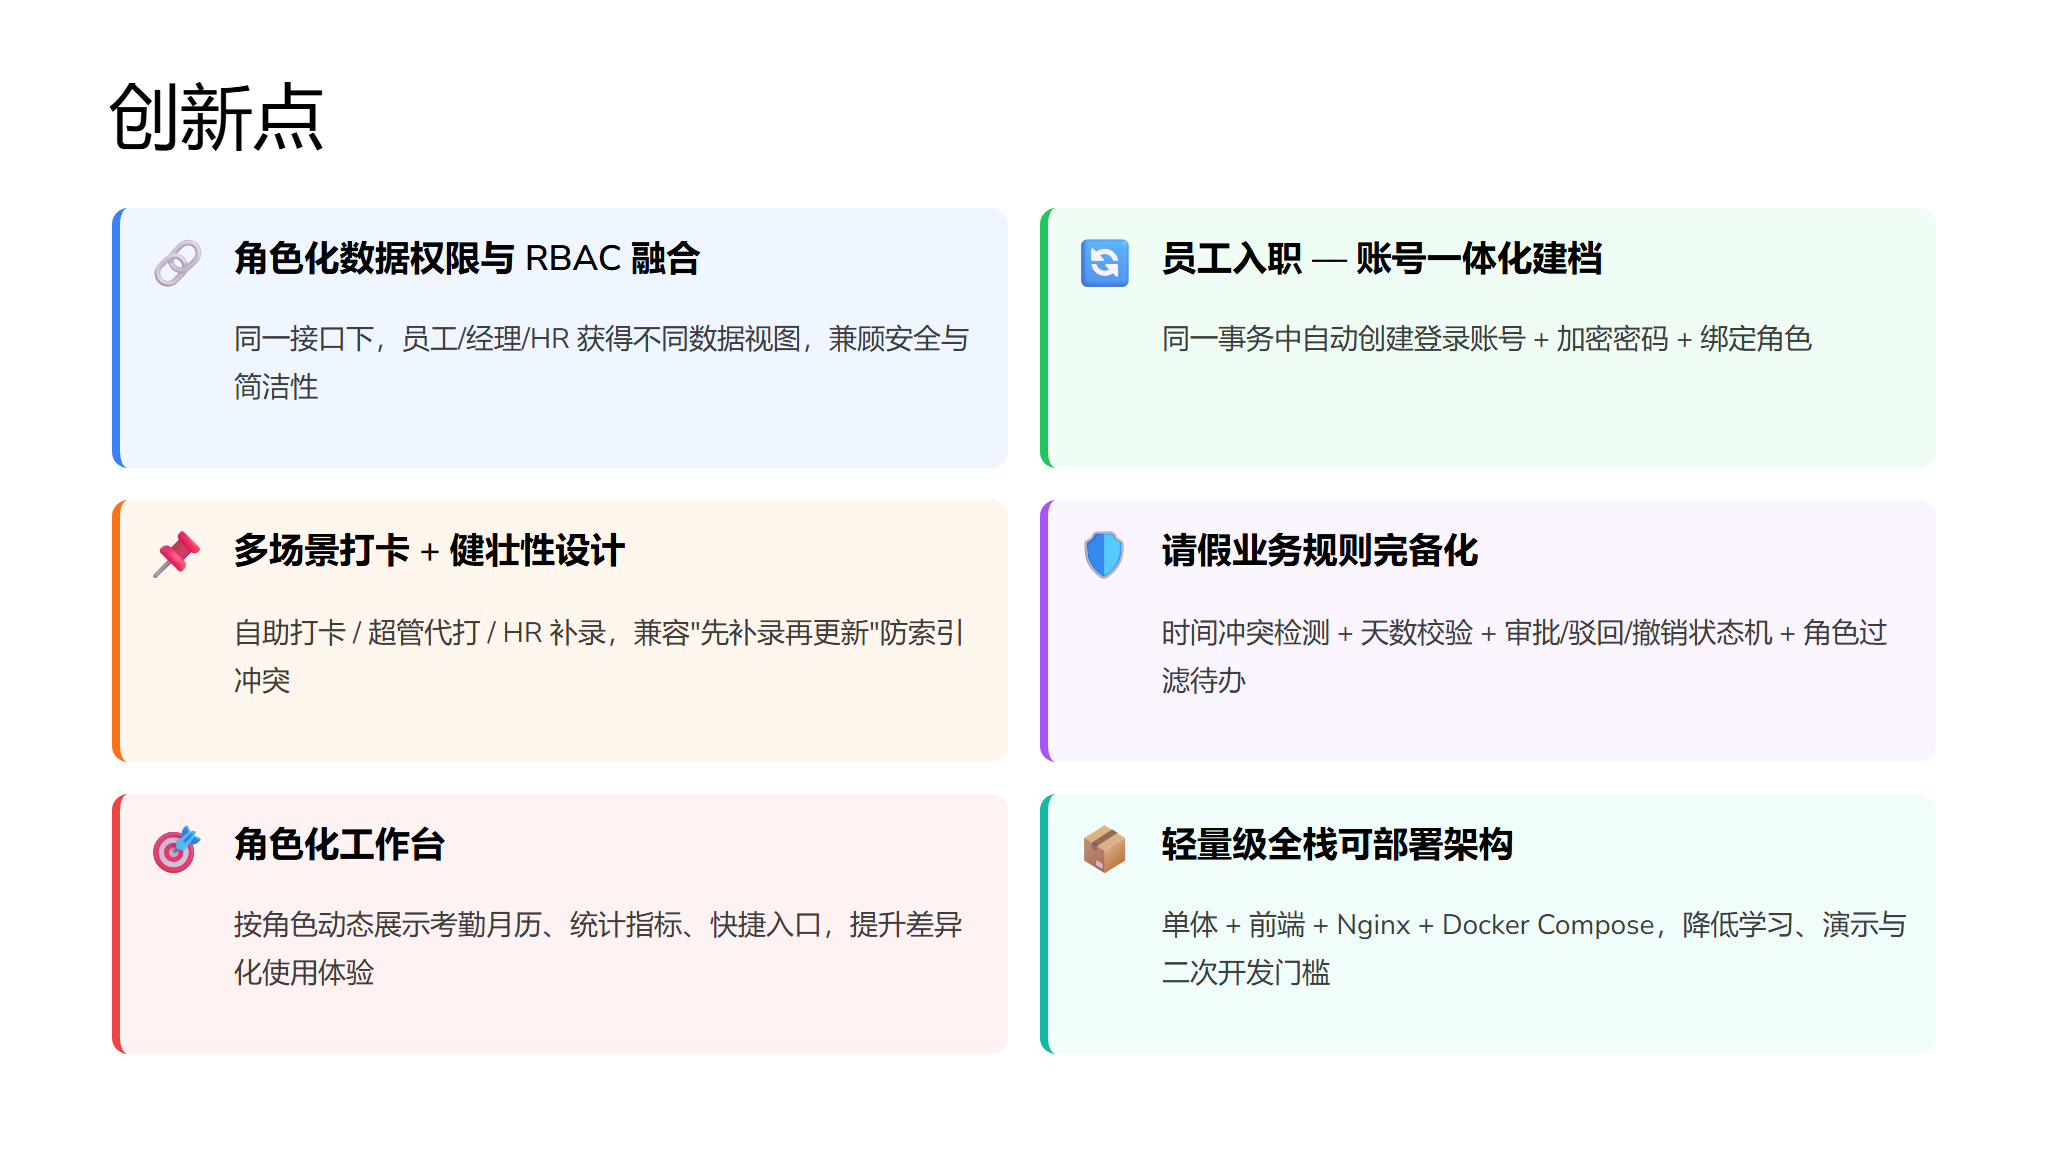 创新点
角色化数据权限与 RBAC 融合
同一接口下，员工/经理/HR 获得不同数据视图，兼顾安全与
简洁性
员工入职 — 账号一体化建档
同一事务中自动创建登录账号 + 加密密码 + 绑定角色
多场景打卡 + 健壮性设计
自助打卡 / 超管代打 / HR 补录，兼容"先补录再更新"防索引
冲突
请假业务规则完备化
时间冲突检测 + 天数校验 + 审批/驳回/撤销状态机 + 角色过
滤待办
角色化工作台
按角色动态展示考勤月历、统计指标、快捷入口，提升差异
化使用体验
轻量级全栈可部署架构
单体 + 前端 + Nginx + Docker Compose，降低学习、演示与
二次开发门槛